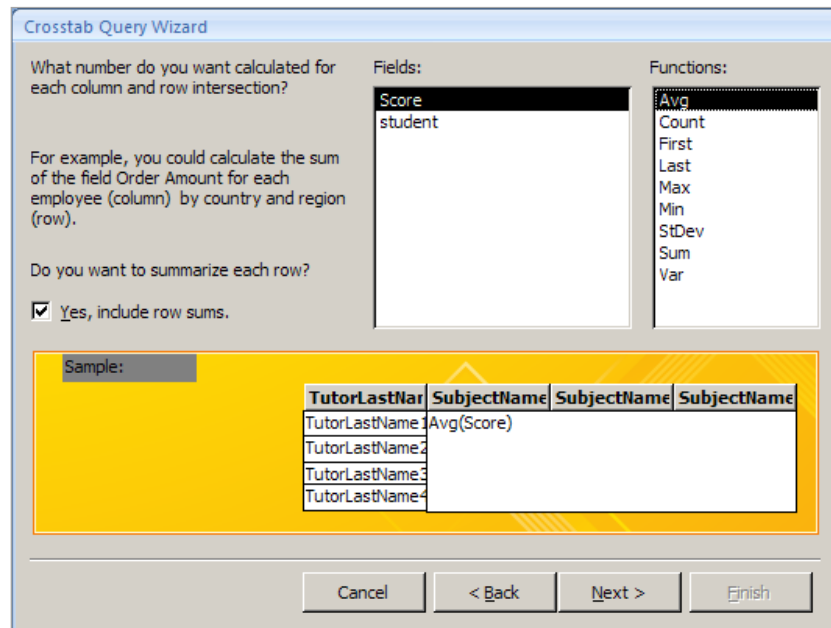 Crosstab Query Wizard
What number do you want calculated for
each column and row intersection?
For example, you could calculate the sum
of the field Order Amount for each
employee (column)  by country and region
(row).
Do you want to summarize each row?
Yes, include row sums.
Fields:
Score
student
Functions:
Avg
Count
First
Last
Max
Min
StDev
Sum
Var
Sample:
TutorLastNar SubjectName SubjectName SubjectName
TutorLastName1 Avg(Score)
TutorLastName2
TutorLastName3
TutorLastName4
Cancel < Back Next > Finish